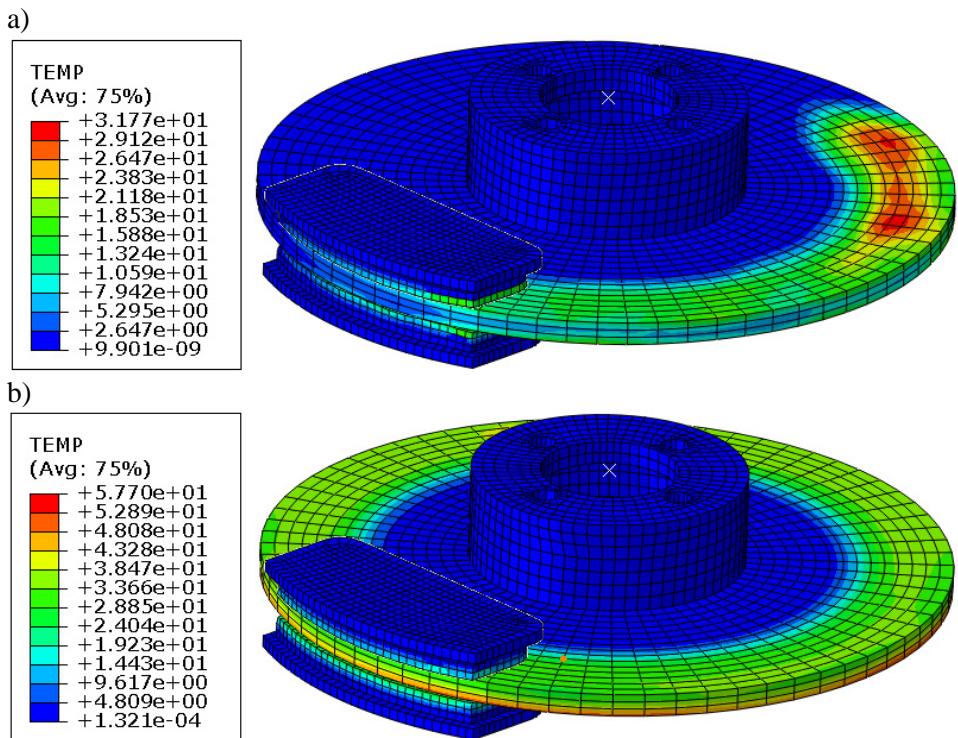 a)
TEMP
(Avg: 75%)
+3.177e+01
+2.912e+01
+2.647e+01
+2.383e+01
+2.118e+01
+1.853e+01
+1.588e+01
+1.324e+01
+1.059e+01
+7.942e+00
+5.295e+00
+2.647e+00
+9.901e-09
b)
TEMP
(Avg: 75%)
+5.770e+01
+5.289e+01
+4.808e+01
+4.328e+01
+3.847e+01
+3.366e+01
+2.885e+01
+2.404e+01
+1.923e+01
+1.443e+01
+9.617e+00
+4.809e+00
+1.321e-04